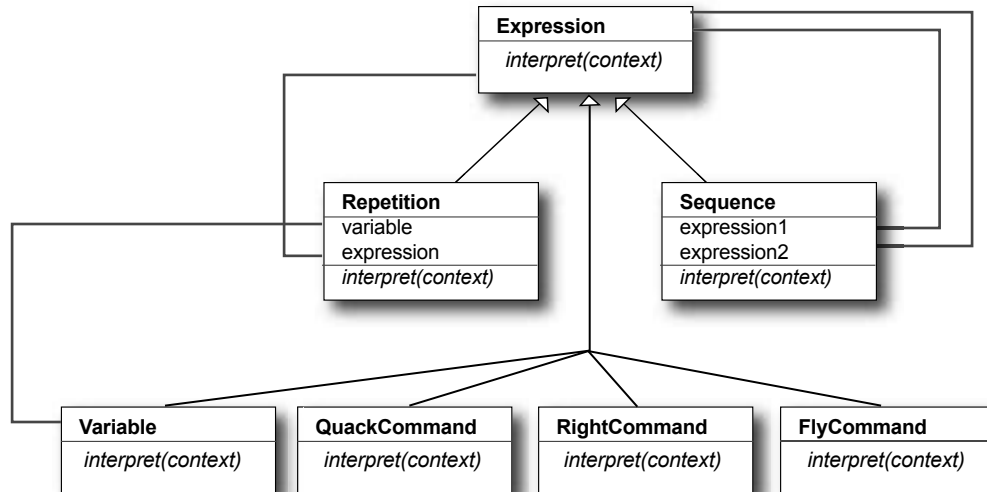 Expression
interpret(context)
Repetition
variable
expression
interpret(context)
Sequence
expression1
expression2
interpret(context)
Variable
interpret(context)
QuackCommand
interpret(context)
RightCommand
interpret(context)
FlyCommand
interpret(context)